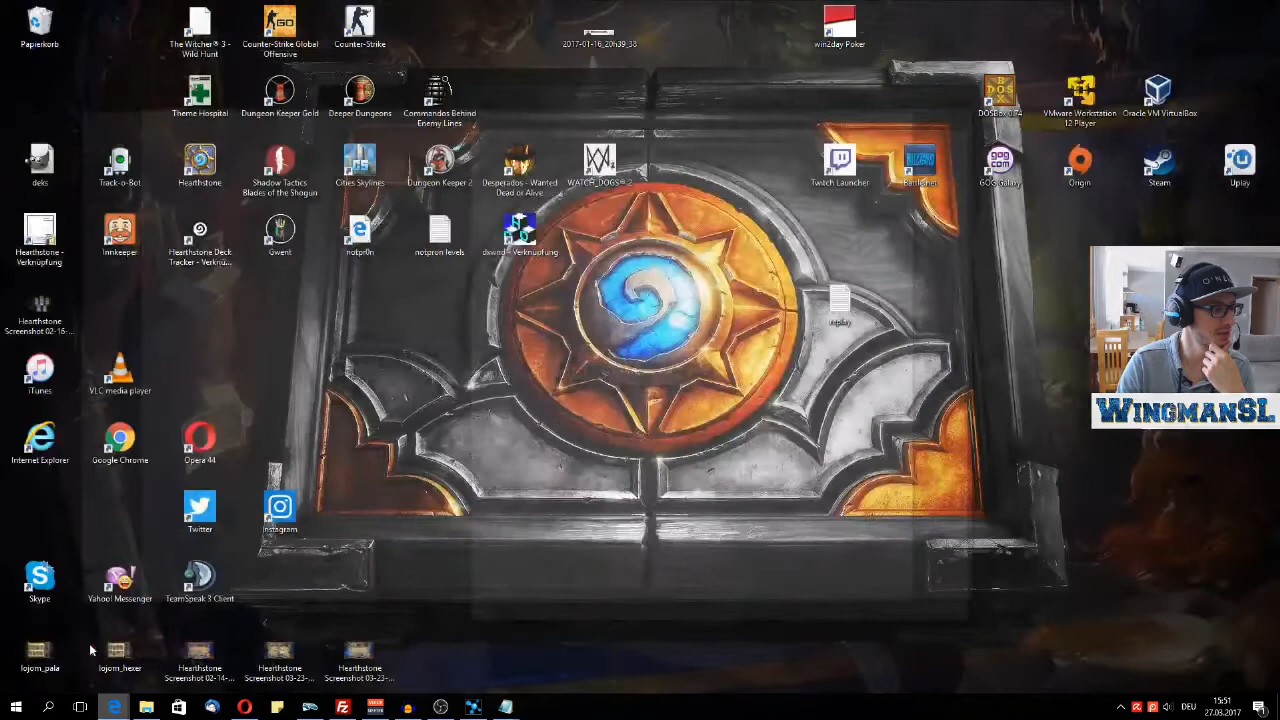 Papierkorb
The Witcher® 3 -
Wild Hunt
Counter-Strike Global
Offensive
Counter-Strike
2017-01-16_20h39_38
win2day Poker
Theme Hospital
Dungeon Keeper Gold
Deeper Dungeons
Commandos Behind
Enemy Lines
DOSBox 0.74
VMware Workstation
12 Player
Oracle VM VirtualBox
deks
Track-o-Bot
Hearthstone
Shadow Tactics
Blades of the Shogun
Cities Skylines
Dungeon Keeper 2
Desperados - Wanted
Dead or Alive
WATCH_DOGS® 2
Twitch Launcher
Battle.net
GOG Galaxy
Origin
Steam
Uplay
Hearthstone -
Verknüpfung
Innkeeper
Hearthstone Deck
Tracker - Verknü...
Gwent
notpr0n
notpron levels
dxwnd - Verknüpfung
Hearthstone
Screenshot 02-16-...
replay
iTunes
VLC media player
WINGMANSL
Internet Explorer
Google Chrome
Opera 44
Twitter
Instagram
Skype
Yahoo! Messenger
TeamSpeak 3 Client
lojom_pala
lojom_hexer
Hearthstone
Screenshot 02-14-...
Hearthstone
Screenshot 03-23-...
Hearthstone
Screenshot 03-23-...
DEU
15:51
27.03.2017